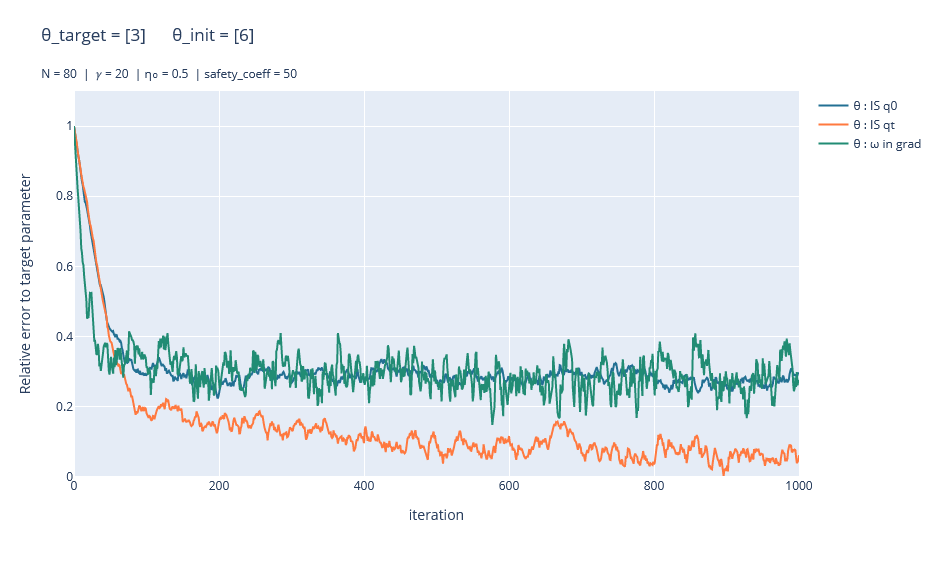 θ_target = [3]  θ_init = [6]
N = 80 | γ = 20 | η₀ = 0.5 | safety_coeff = 50
θ : IS q0
θ : IS qt
θ : ω in grad
Relative error to target parameter
1
0.8
0.6
0.4
0.2
0
0 200 400 600 800 1000
iteration